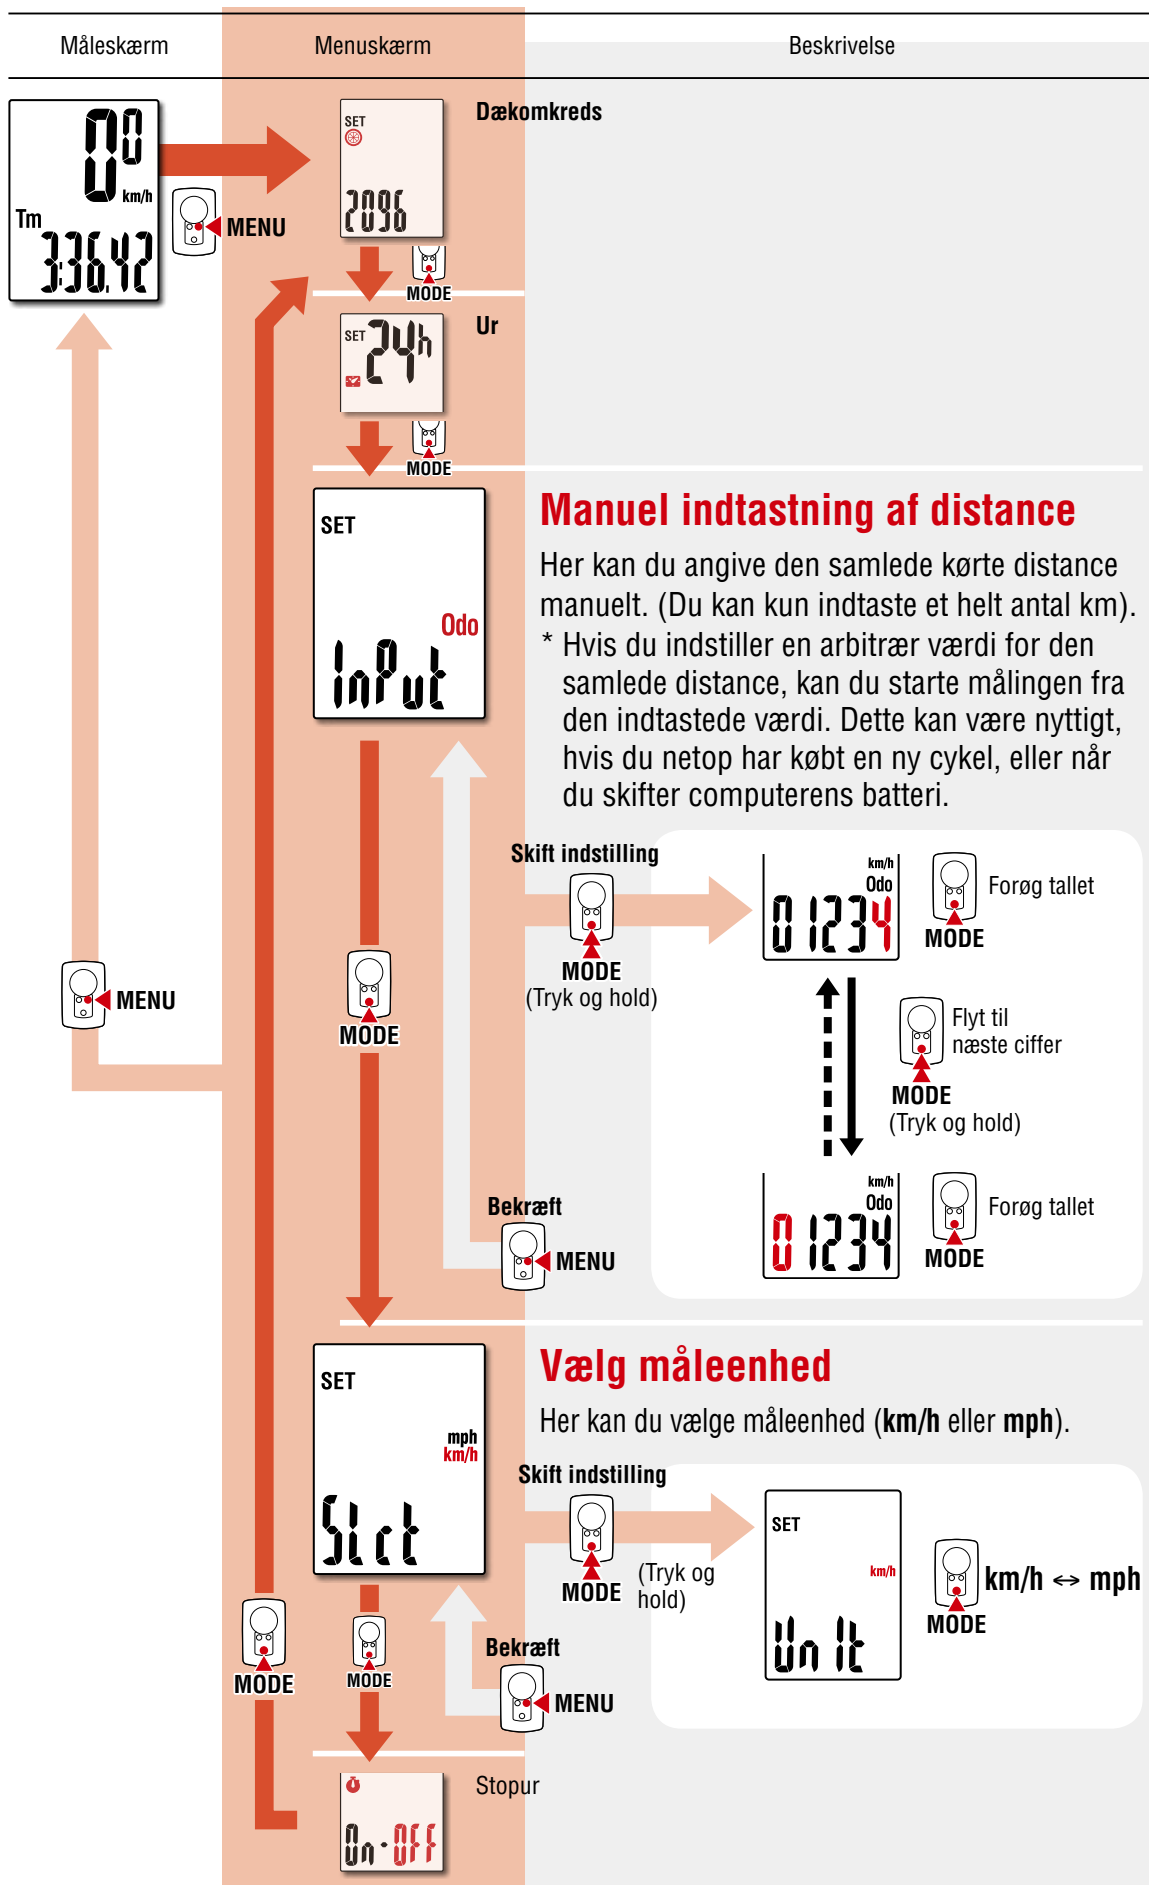 Måleskærm
Menuskærm
Beskrivelse
00
km/h
Tm
3:36.42
MENU
SET
2096
Dækomkreds
MODE
SET
24h
Ur
MODE
SET
Odo
InPut
Manuel indtastning af distance
Her kan du angive den samlede kørte distance
manuelt. (Du kan kun indtaste et helt antal km).
* Hvis du indstiller en arbitrær værdi for den
samlede distance, kan du starte målingen fra
den indtastede værdi. Dette kan være nyttigt,
hvis du netop har købt en ny cykel, eller når
du skifter computerens batteri.
Skift indstilling
MODE
(Tryk og hold)
km/h
Odo
01234
MODE
Forøg tallet
MENU
MODE
Flyt til
næste ciffer
MODE
(Tryk og hold)
Bekræft
MENU
km/h
Odo
01234
MODE
Forøg tallet
SET
mph
km/h
Slct
Vælg måleenhed
Her kan du vælge måleenhed (km/h eller mph).
Skift indstilling
MODE
(Tryk og
hold)
SET
km/h
Unit
MODE
km/h ↔ mph
MODE
MODE
Bekræft
MENU
On-OFF
Stopur